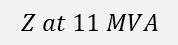 Z at 11 MVA